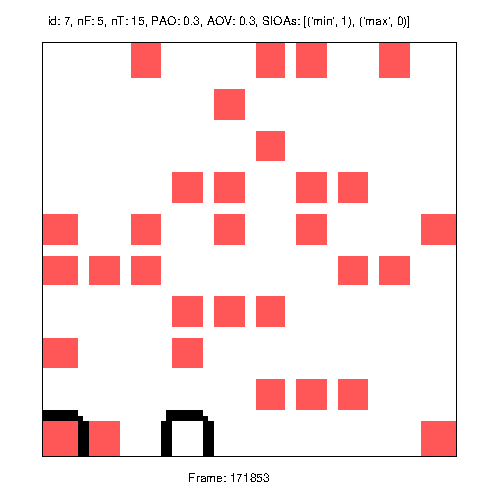 id: 7, nF: 5, nT: 15, PAO: 0.3, AOV: 0.3, SIOAs: [('min', 1), ('max', 0)]
Frame: 171853